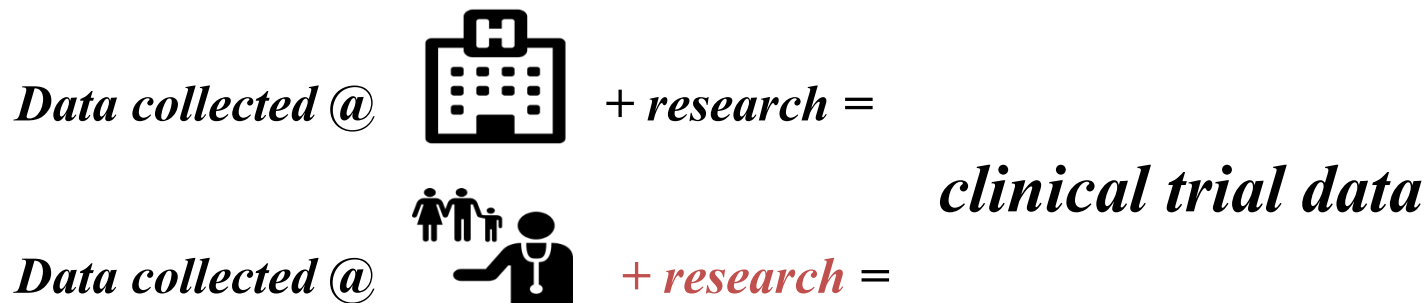 Data collected @ H + research =
clinical trial data
Data collected @ + research =